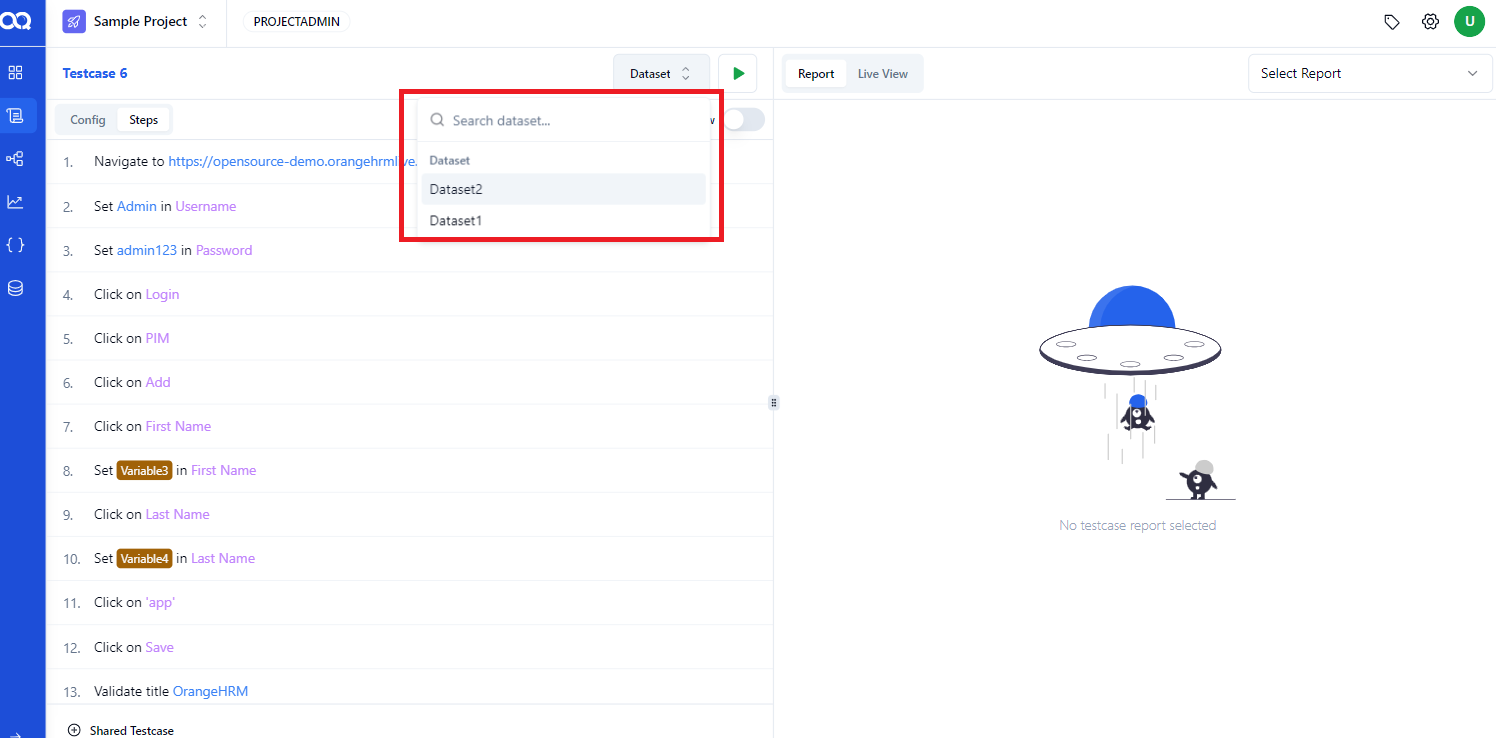 Sample Project PROJECTADMIN U
Testcase 6 Dataset Report Live View Select Report
Config Steps Search dataset... w
Dataset
Dataset2
Dataset1
1. Navigate to https://opensource-demo.orangehrmlive.
2. Set Admin in Username
3. Set admin123 in Password
4. Click on Login
5. Click on PIM
6. Click on Add
7. Click on First Name
8. Set Variable3 in First Name
9. Click on Last Name
10. Set Variable4 in Last Name
11. Click on 'app'
12. Click on Save
13. Validate title OrangeHRM
Shared Testcase
No testcase report selected